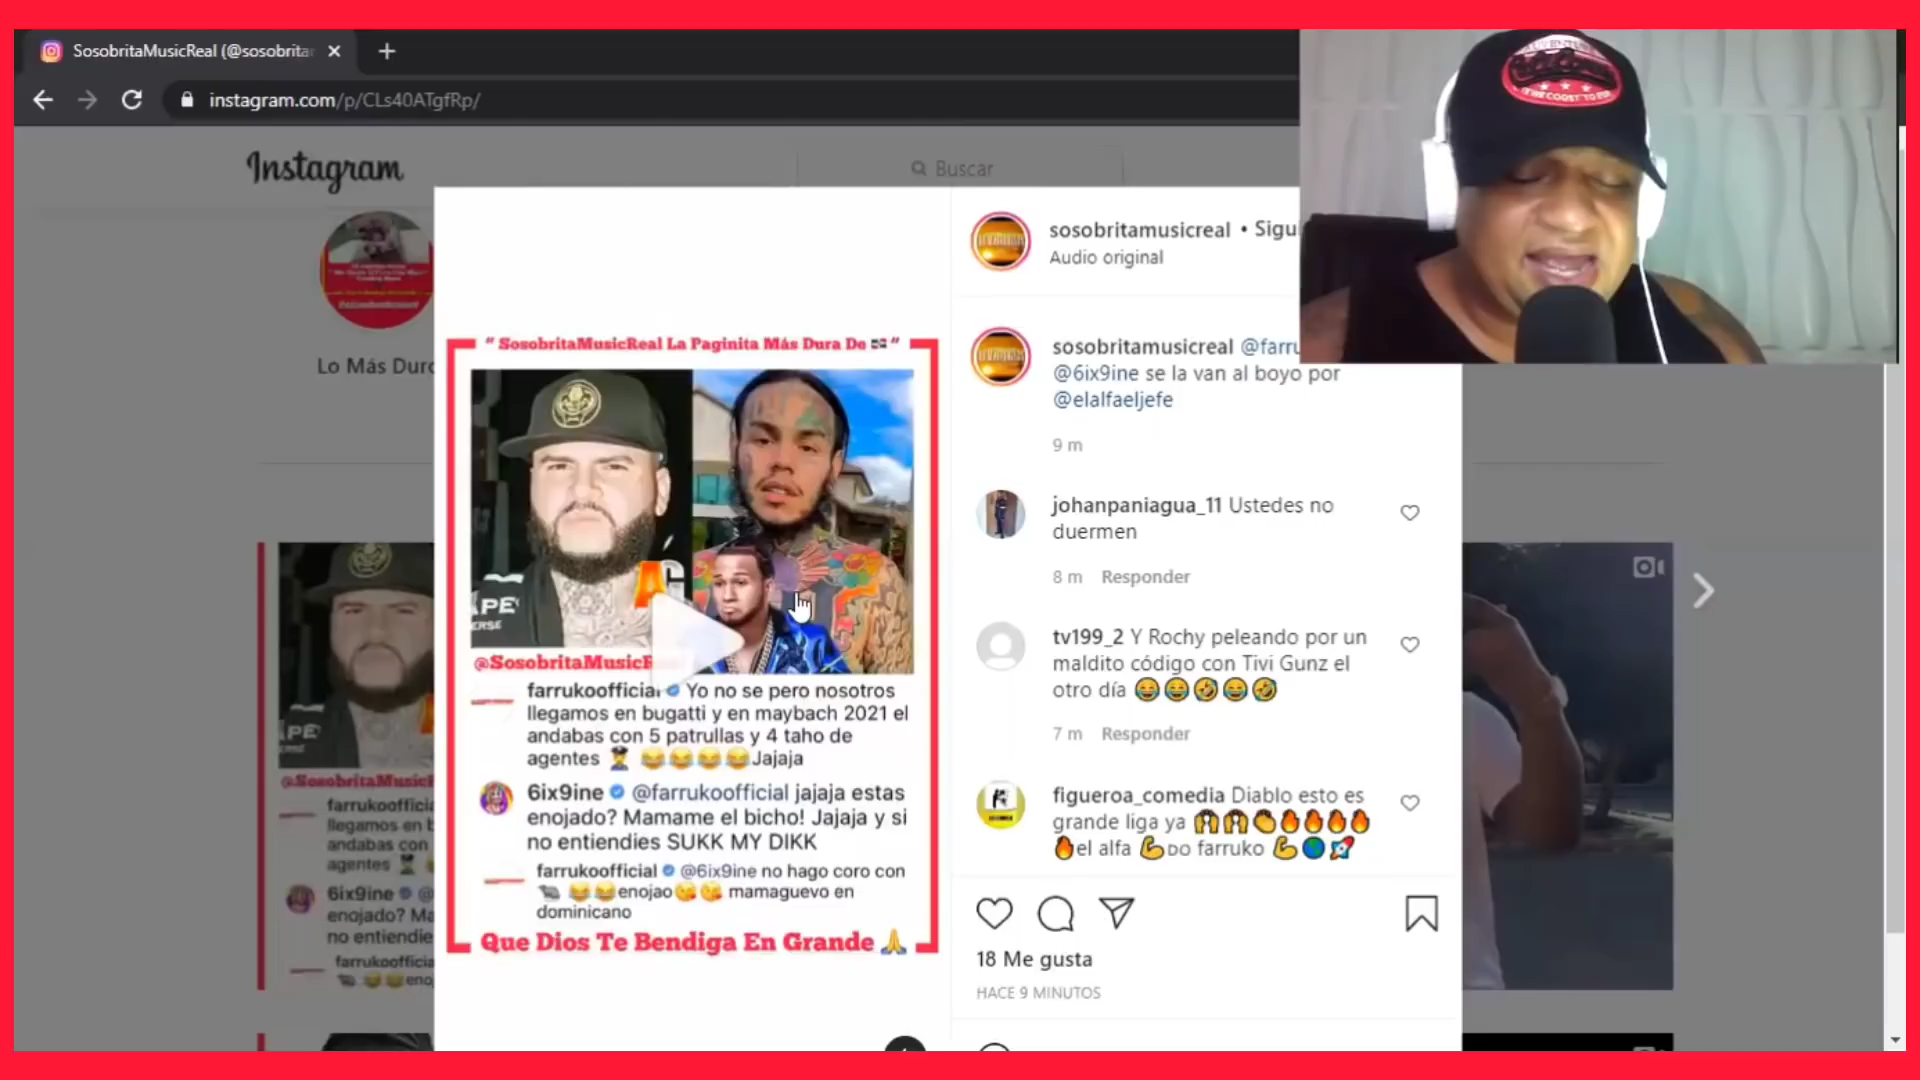 SosobritaMusicReal (@sosobrita
instagram.com/p/CLs40ATgfRp/
Instagram
Buscar
Lo Más Duro
“ SosobritaMusicReal La Paginita Más Dura De ”
@SosobritaMusicR
farrukoofficial Yo no se pero nosotros
llegamos en bugatti y en maybach 2021 el
andabas con 5 patrullas y 4 taho de
agentes 👮 😂😂😂😂Jajaja
6ix9ine @farrukoofficial jajaja estas
enojado? Mamame el bicho! Jajaja y si
no entiendies SUKK MY DIKK
farrukoofficial @6ix9ine no hago coro con
🐀 😂😂enojao😘😘 mamaguevo en
dominicano
Que Dios Te Bendiga En Grande 🙏
sosobritamusicreal • Sigu
Audio original
sosobritamusicreal @farru
@6ix9ine se la van al boyo por
@elalfaeljefe
9 m
johanpaniagua_11 Ustedes no
duermen
8 m Responder
tv199_2 Y Rochy peleando por un
maldito código con Tivi Gunz el
otro día 😂😂🤣😂🤣
7 m Responder
figueroa_comedia Diablo esto es
grande liga ya 🙌🙌👏🔥🔥🔥🔥
🔥el alfa 💪DO farruko 💪🌎🚀
18 Me gusta
HACE 9 MINUTOS
@SosobritaMusicR
farrukoofficia
llegamos en b
andabas con
agentes
6ix9ine @
enojado? Ma
no entiendie
farrukoofficia
😂😂eno